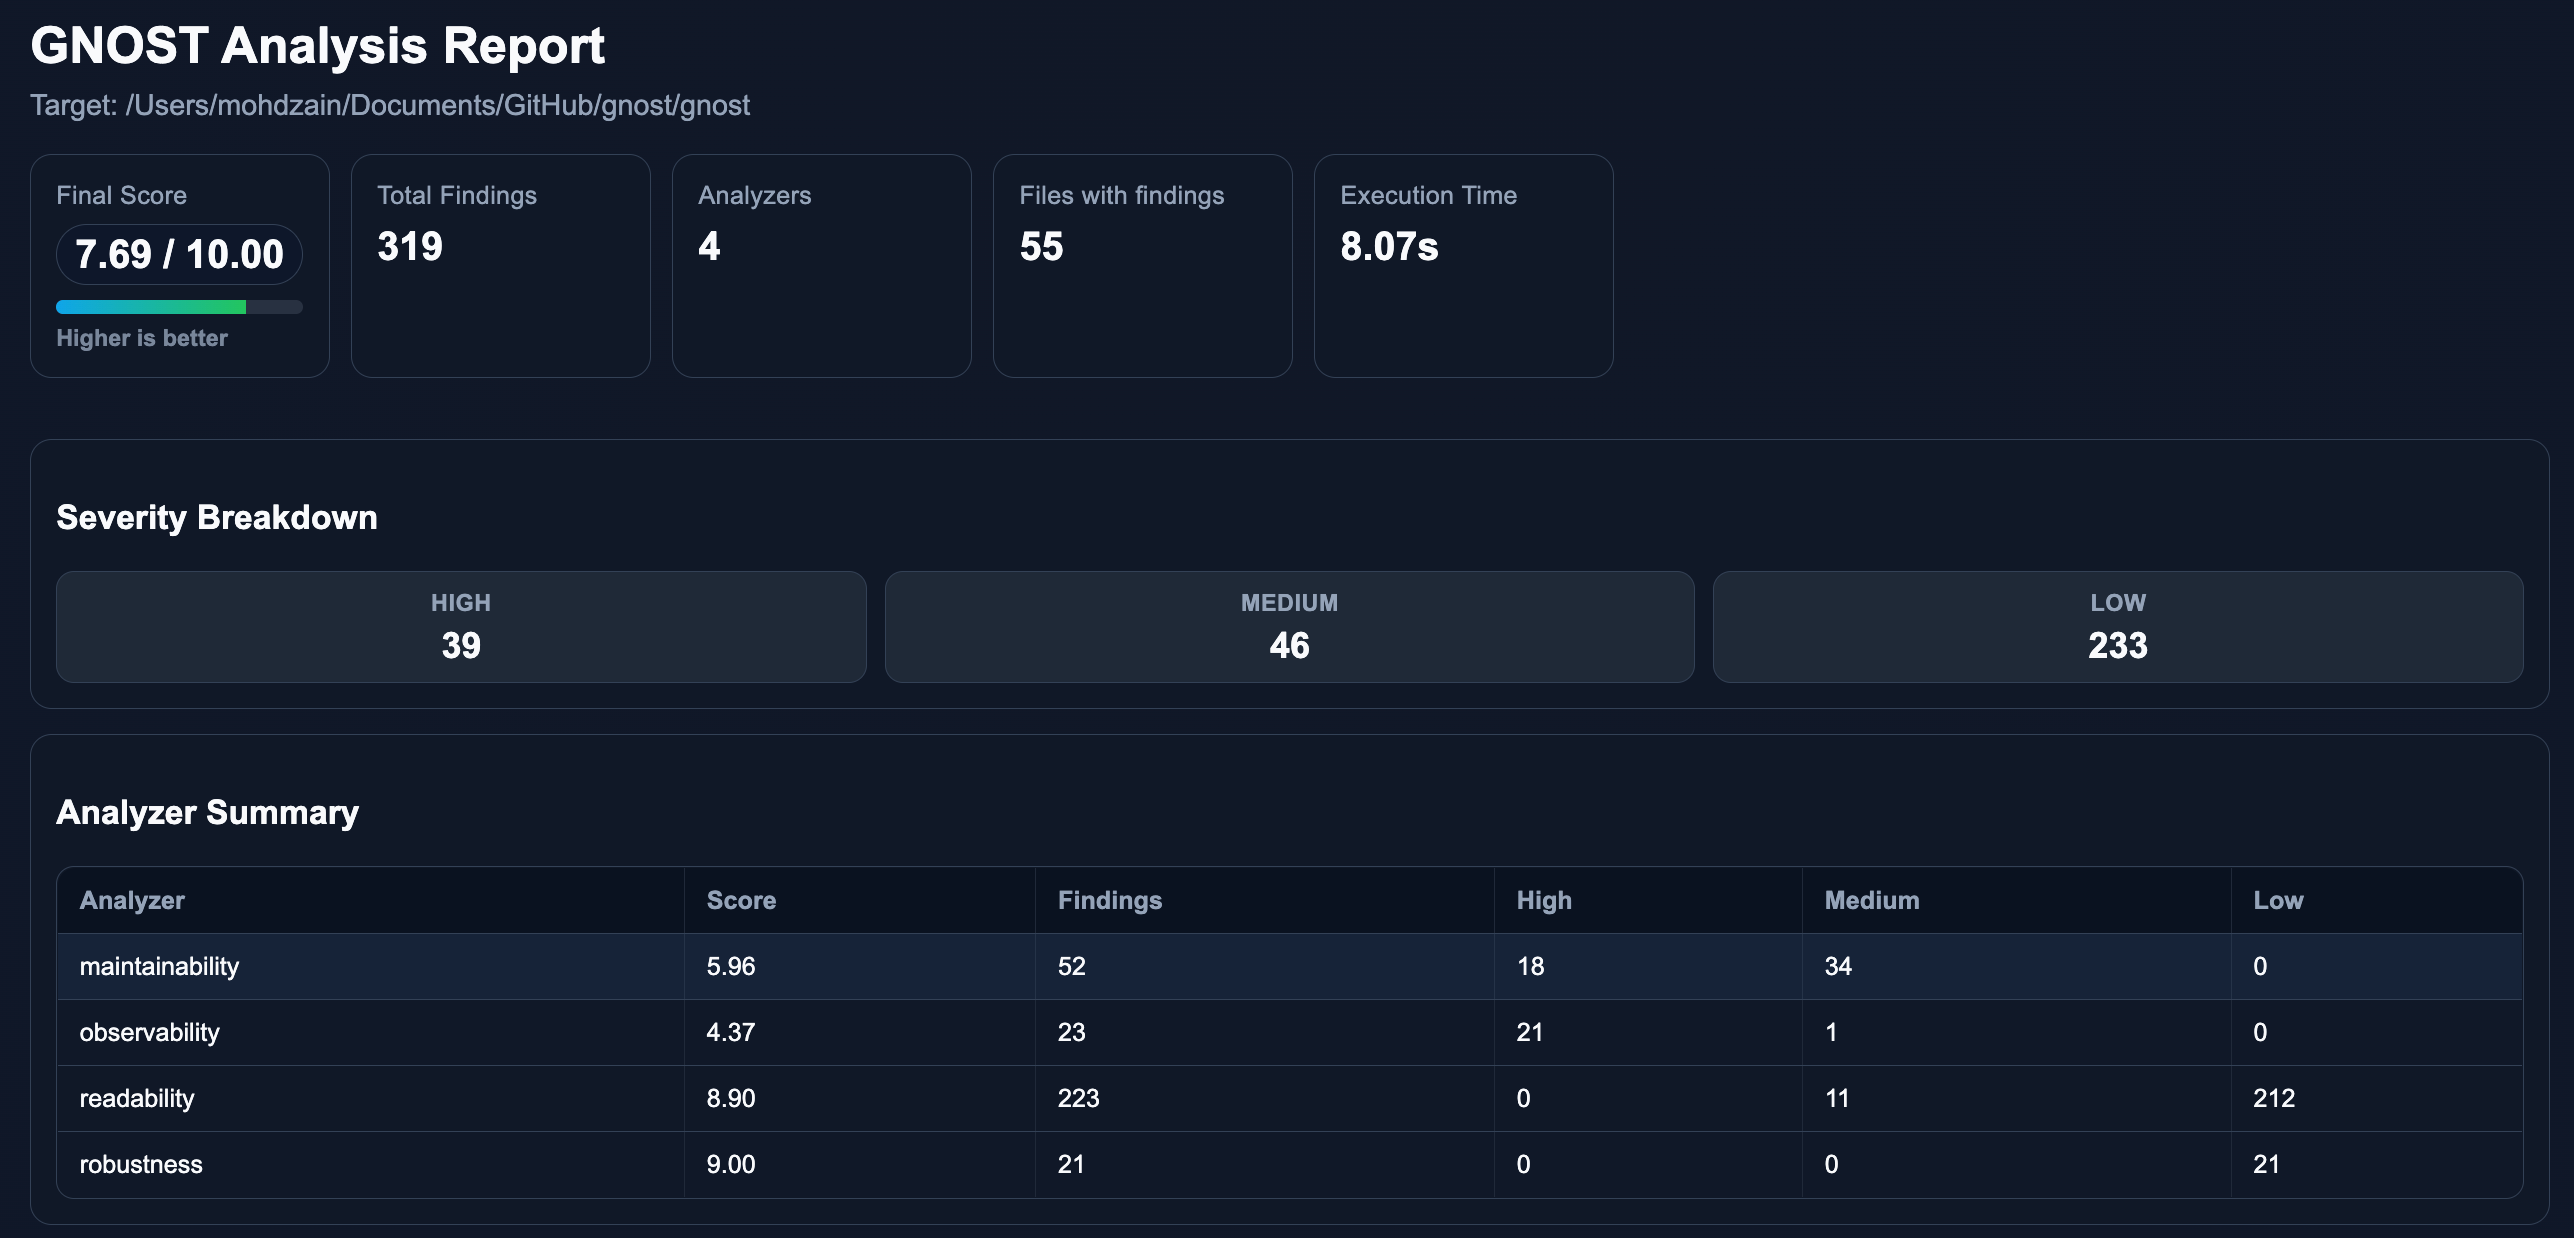 GNOST Analysis Report
Target: /Users/mohdzain/Documents/GitHub/gnost/gnost
Final Score
7.69 / 10.00
Higher is better
Total Findings
319
Analyzers
4
Files with findings
55
Execution Time
8.07s
Severity Breakdown
HIGH
39
MEDIUM
46
LOW
233
Analyzer Summary
Analyzer Score Findings High Medium Low
maintainability 5.96 52 18 34 0
observability 4.37 23 21 1 0
readability 8.90 223 0 11 212
robustness 9.00 21 0 0 21